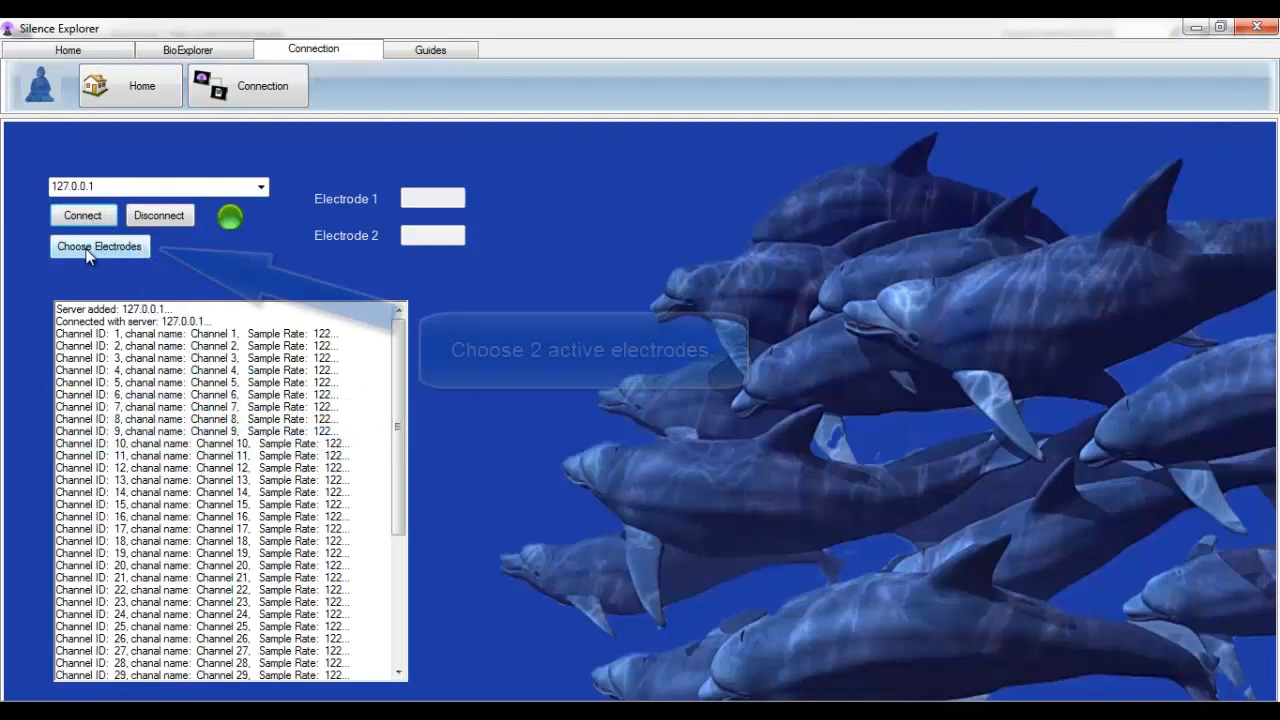 Silence Explorer
Home
BioExplorer
Connection
Guides
Home
Connection
127.0.0.1
Connect
Disconnect
Choose Electrodes
Electrode 1
Electrode 2
Choose 2 active electrodes.
Server added: 127.0.0.1...
Connected with server: 127.0.0.1...
Channel ID: 1, chanal name: Channel 1, Sample Rate: 122...
Channel ID: 2, chanal name: Channel 2, Sample Rate: 122...
Channel ID: 3, chanal name: Channel 3, Sample Rate: 122...
Channel ID: 4, chanal name: Channel 4, Sample Rate: 122...
Channel ID: 5, chanal name: Channel 5, Sample Rate: 122...
Channel ID: 6, chanal name: Channel 6, Sample Rate: 122...
Channel ID: 7, chanal name: Channel 7, Sample Rate: 122...
Channel ID: 8, chanal name: Channel 8, Sample Rate: 122...
Channel ID: 9, chanal name: Channel 9, Sample Rate: 122...
Channel ID: 10, chanal name: Channel 10, Sample Rate: 122...
Channel ID: 11, chanal name: Channel 11, Sample Rate: 122...
Channel ID: 12, chanal name: Channel 12, Sample Rate: 122...
Channel ID: 13, chanal name: Channel 13, Sample Rate: 122...
Channel ID: 14, chanal name: Channel 14, Sample Rate: 122...
Channel ID: 15, chanal name: Channel 15, Sample Rate: 122...
Channel ID: 16, chanal name: Channel 16, Sample Rate: 122...
Channel ID: 17, chanal name: Channel 17, Sample Rate: 122...
Channel ID: 18, chanal name: Channel 18, Sample Rate: 122...
Channel ID: 19, chanal name: Channel 19, Sample Rate: 122...
Channel ID: 20, chanal name: Channel 20, Sample Rate: 122...
Channel ID: 21, chanal name: Channel 21, Sample Rate: 122...
Channel ID: 22, chanal name: Channel 22, Sample Rate: 122...
Channel ID: 23, chanal name: Channel 23, Sample Rate: 122...
Channel ID: 24, chanal name: Channel 24, Sample Rate: 122...
Channel ID: 25, chanal name: Channel 25, Sample Rate: 122...
Channel ID: 26, chanal name: Channel 26, Sample Rate: 122...
Channel ID: 27, chanal name: Channel 27, Sample Rate: 122...
Channel ID: 28, chanal name: Channel 28, Sample Rate: 122...
Channel ID: 29, chanal name: Channel 29, Sample Rate: 122...